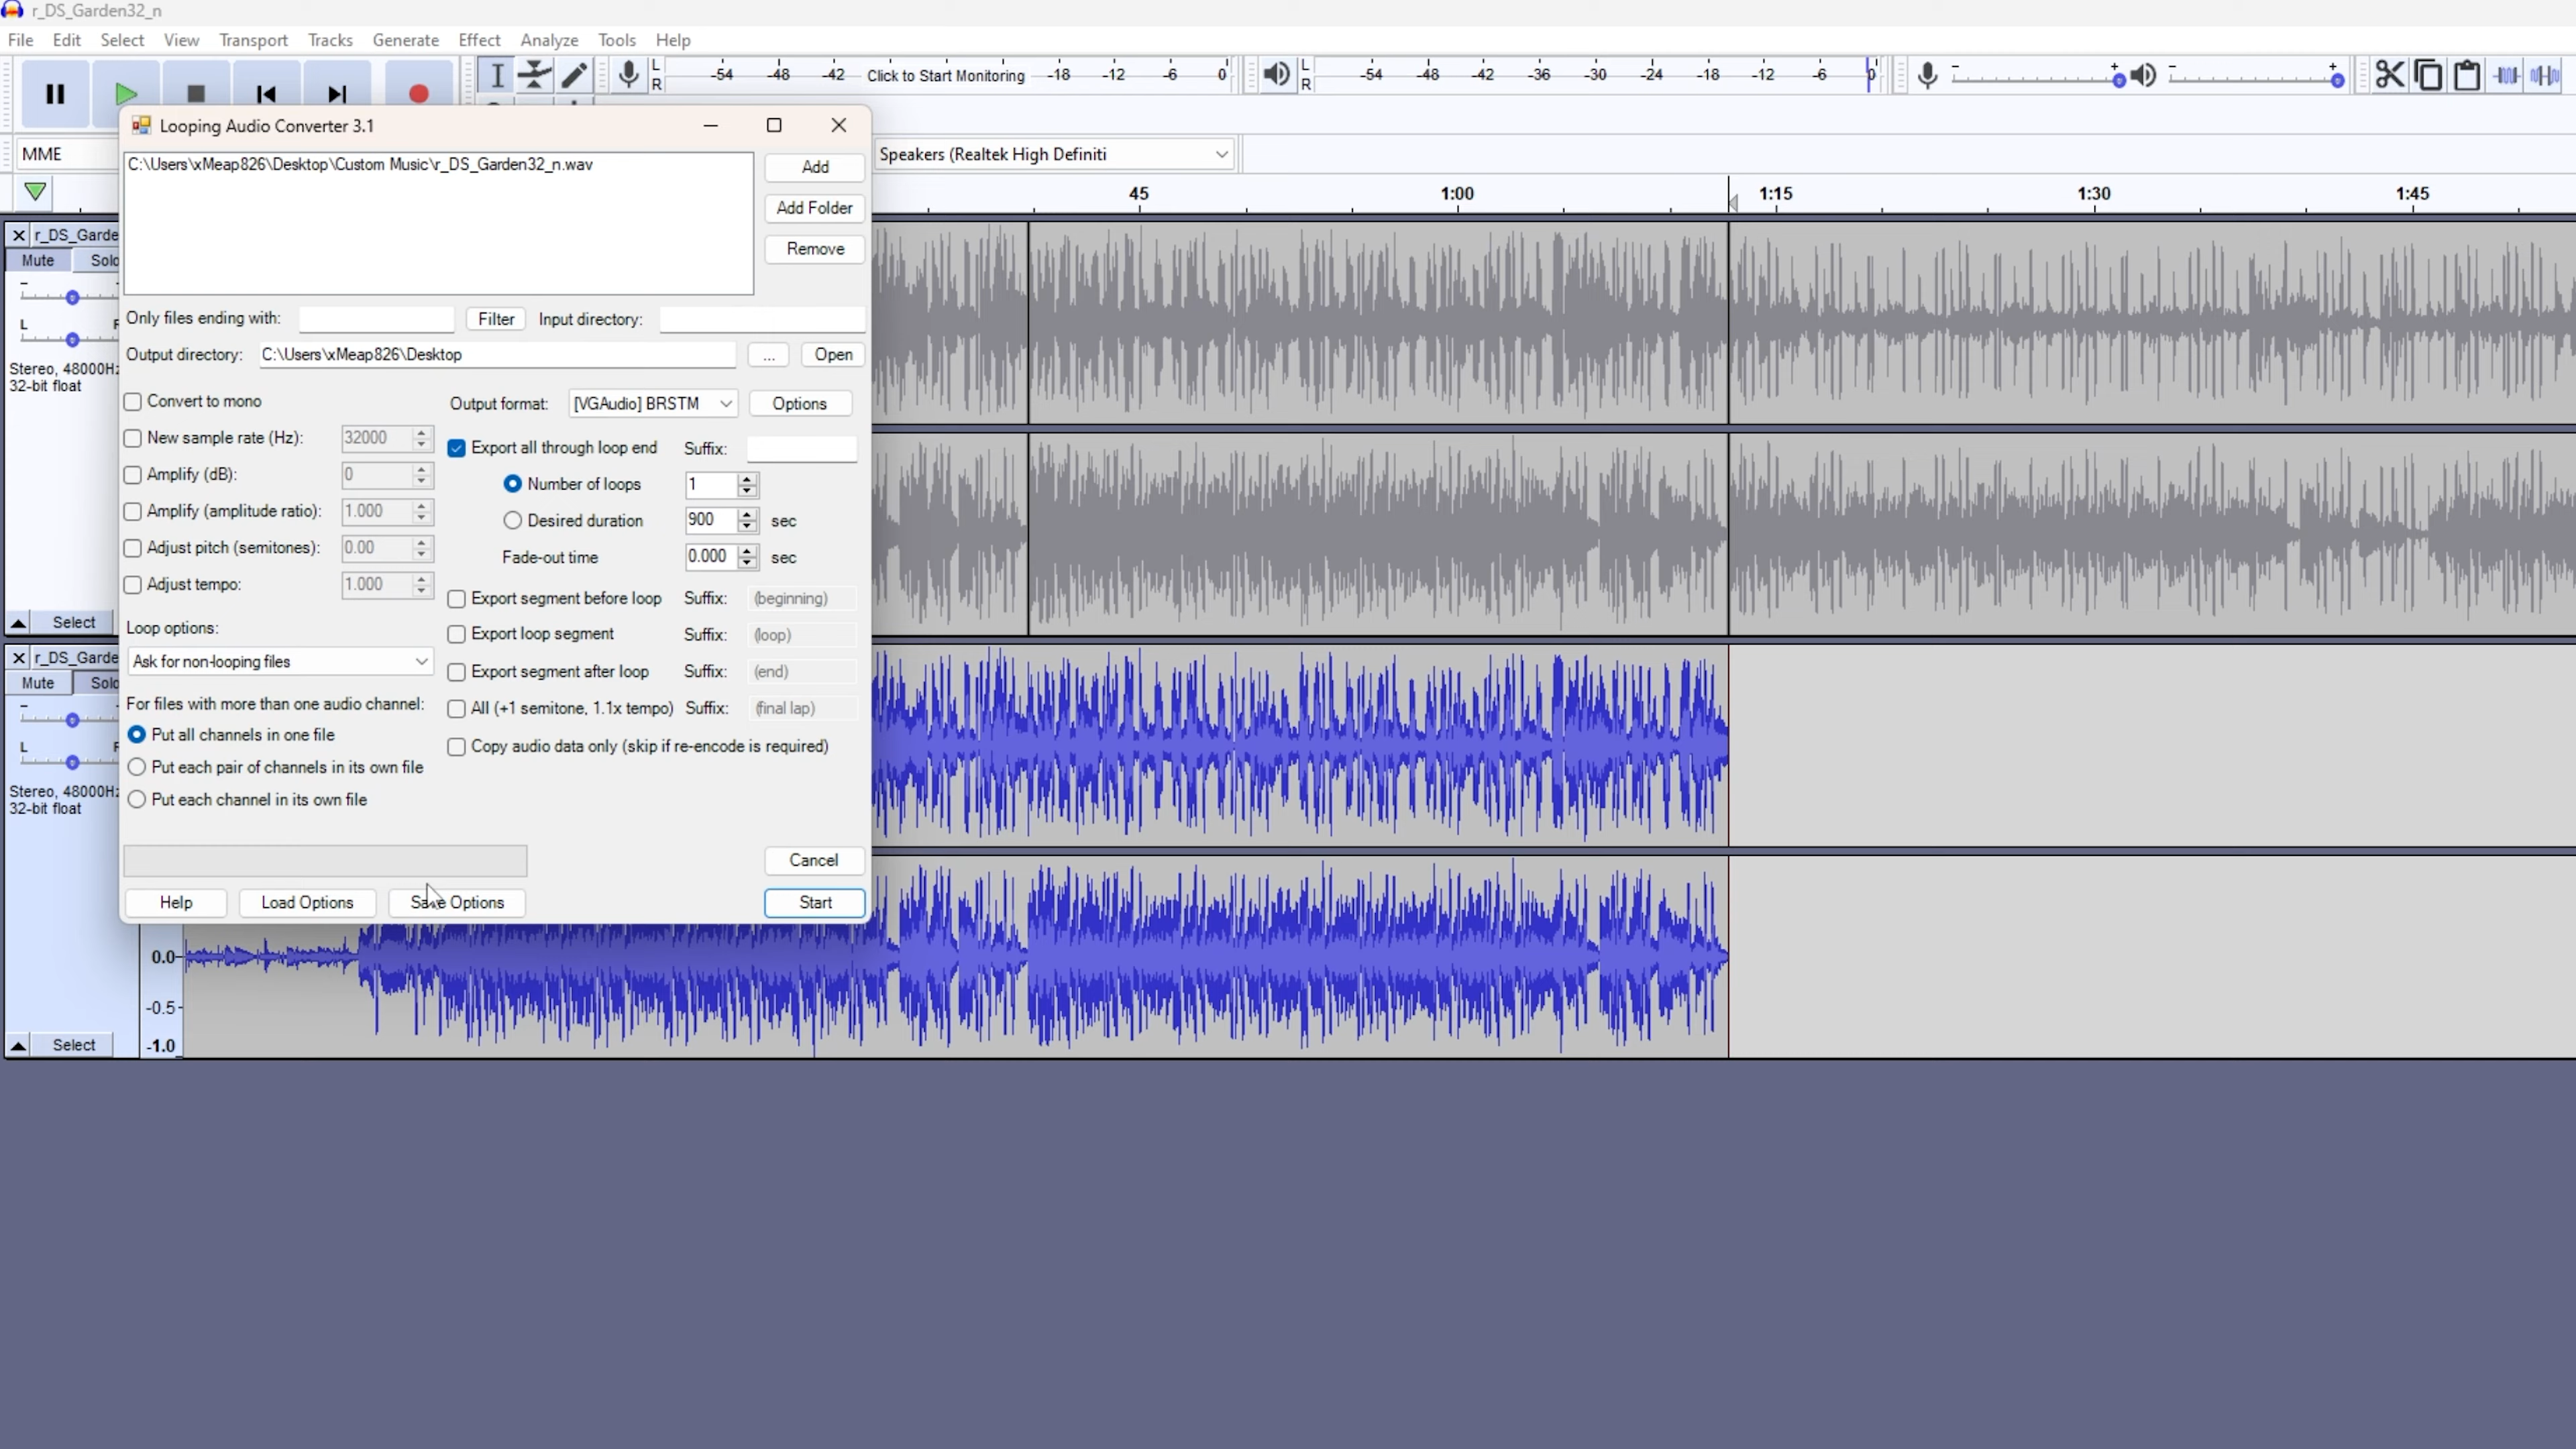 r_DS_Garden32_n
File Edit Select View Transport Tracks Generate Effect Analyze Tools Help
L R -54 -48 -42 Click to Start Monitoring -18 -12 -6 0 L R -54 -48 -42 -36 -30 -24 -18 -12 -6 0 - + - +
Looping Audio Converter 3.1
MME Speakers (Realtek High Definiti
C:\Users\xMeap826\Desktop\Custom Music\r_DS_Garden32_n.wav
Add
Add Folder
Remove
45 1:00 1:15 1:30 1:45
r_DS_Garde
Mute Solo
L
Stereo, 48000Hz
32-bit float
Select
Only files ending with: Filter Input directory:
Output directory: C:\Users\xMeap826\Desktop ... Open
Convert to mono
New sample rate (Hz): 32000
Amplify (dB): 0
Amplify (amplitude ratio): 1.000
Adjust pitch (semitones): 0.00
Adjust tempo: 1.000
Loop options:
Ask for non-looping files
For files with more than one audio channel:
Put all channels in one file
Put each pair of channels in its own file
Put each channel in its own file
Output format: [VGAudio] BRSTM Options
Export all through loop end Suffix:
Number of loops 1
Desired duration 900 sec
Fade-out time 0.000 sec
Export segment before loop Suffix: (beginning)
Export loop segment Suffix: (loop)
Export segment after loop Suffix: (end)
All (+1 semitone, 1.1x tempo) Suffix: (final lap)
Copy audio data only (skip if re-encode is required)
Cancel
Help Load Options Save Options Start
r_DS_Garde
Mute Solo
L
Stereo, 48000Hz
32-bit float
Select
0.0
-0.5
-1.0